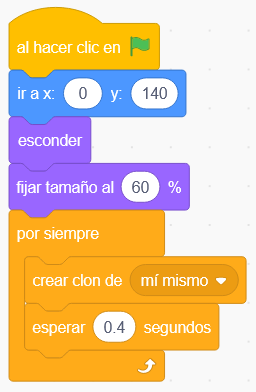 al hacer clic en
ir a x: 0 y: 140
esconder
fijar tamaño al 60 %
por siempre
crear clon de mí mismo
esperar 0.4 segundos